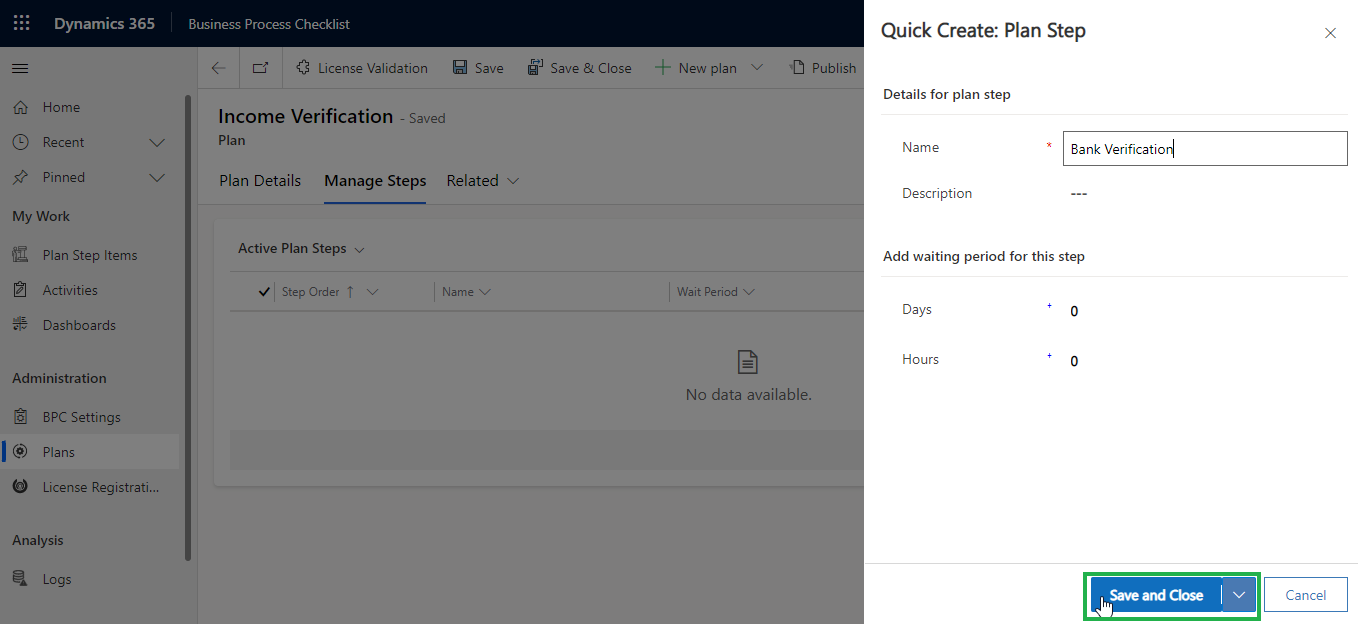 Dynamics 365
Business Process Checklist
Home
Recent
Pinned
My Work
Plan Step Items
Activities
Dashboards
Administration
BPC Settings
Plans
License Registrati...
Analysis
Logs
License Validation
Save
Save & Close
New plan
Publish
Income Verification - Saved
Plan
Plan Details
Manage Steps
Related
Active Plan Steps
Step Order
Name
Wait Period
No data available.
Quick Create: Plan Step
Details for plan step
Name * Bank Verification
Description ---
Add waiting period for this step
Days + 0
Hours + 0
Save and Close
Cancel